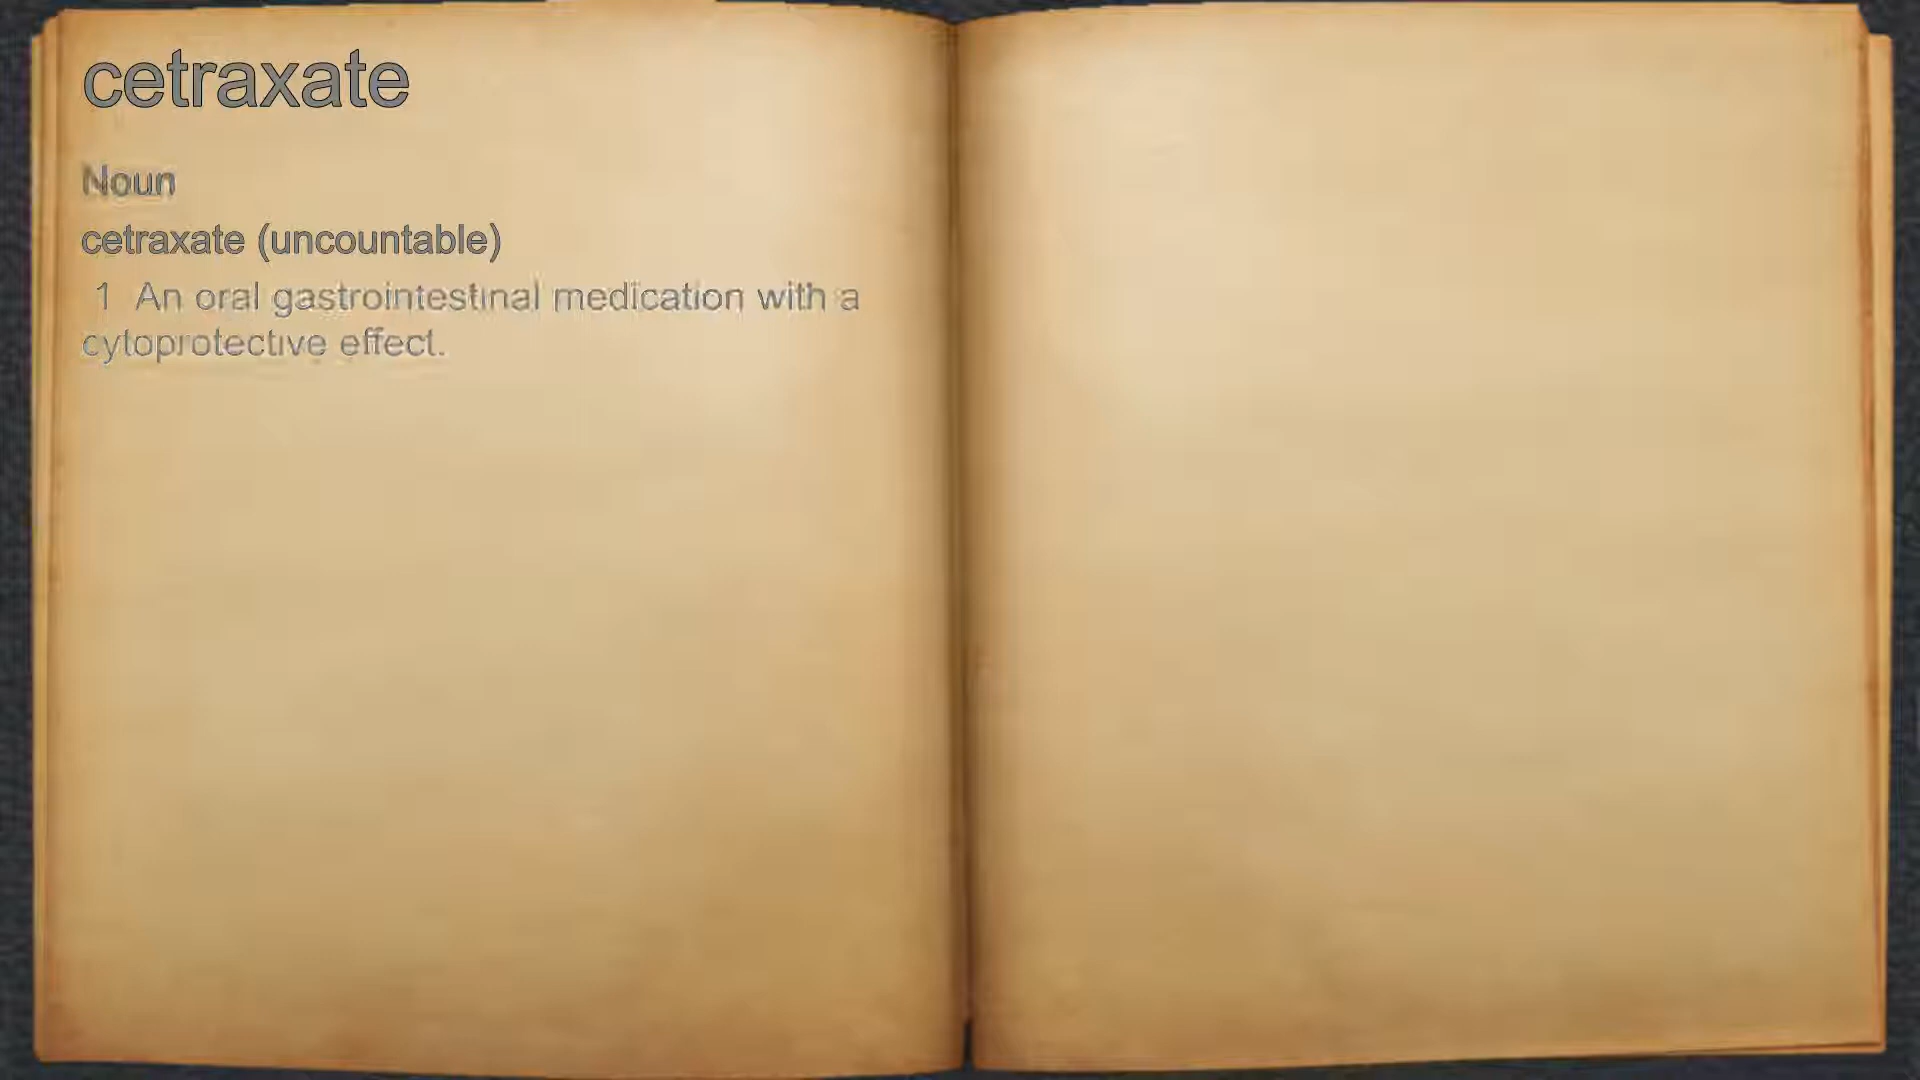 cetraxate
Noun
cetraxate (uncountable)
1 An oral gastrointestinal medication with a
cytoprotective effect.